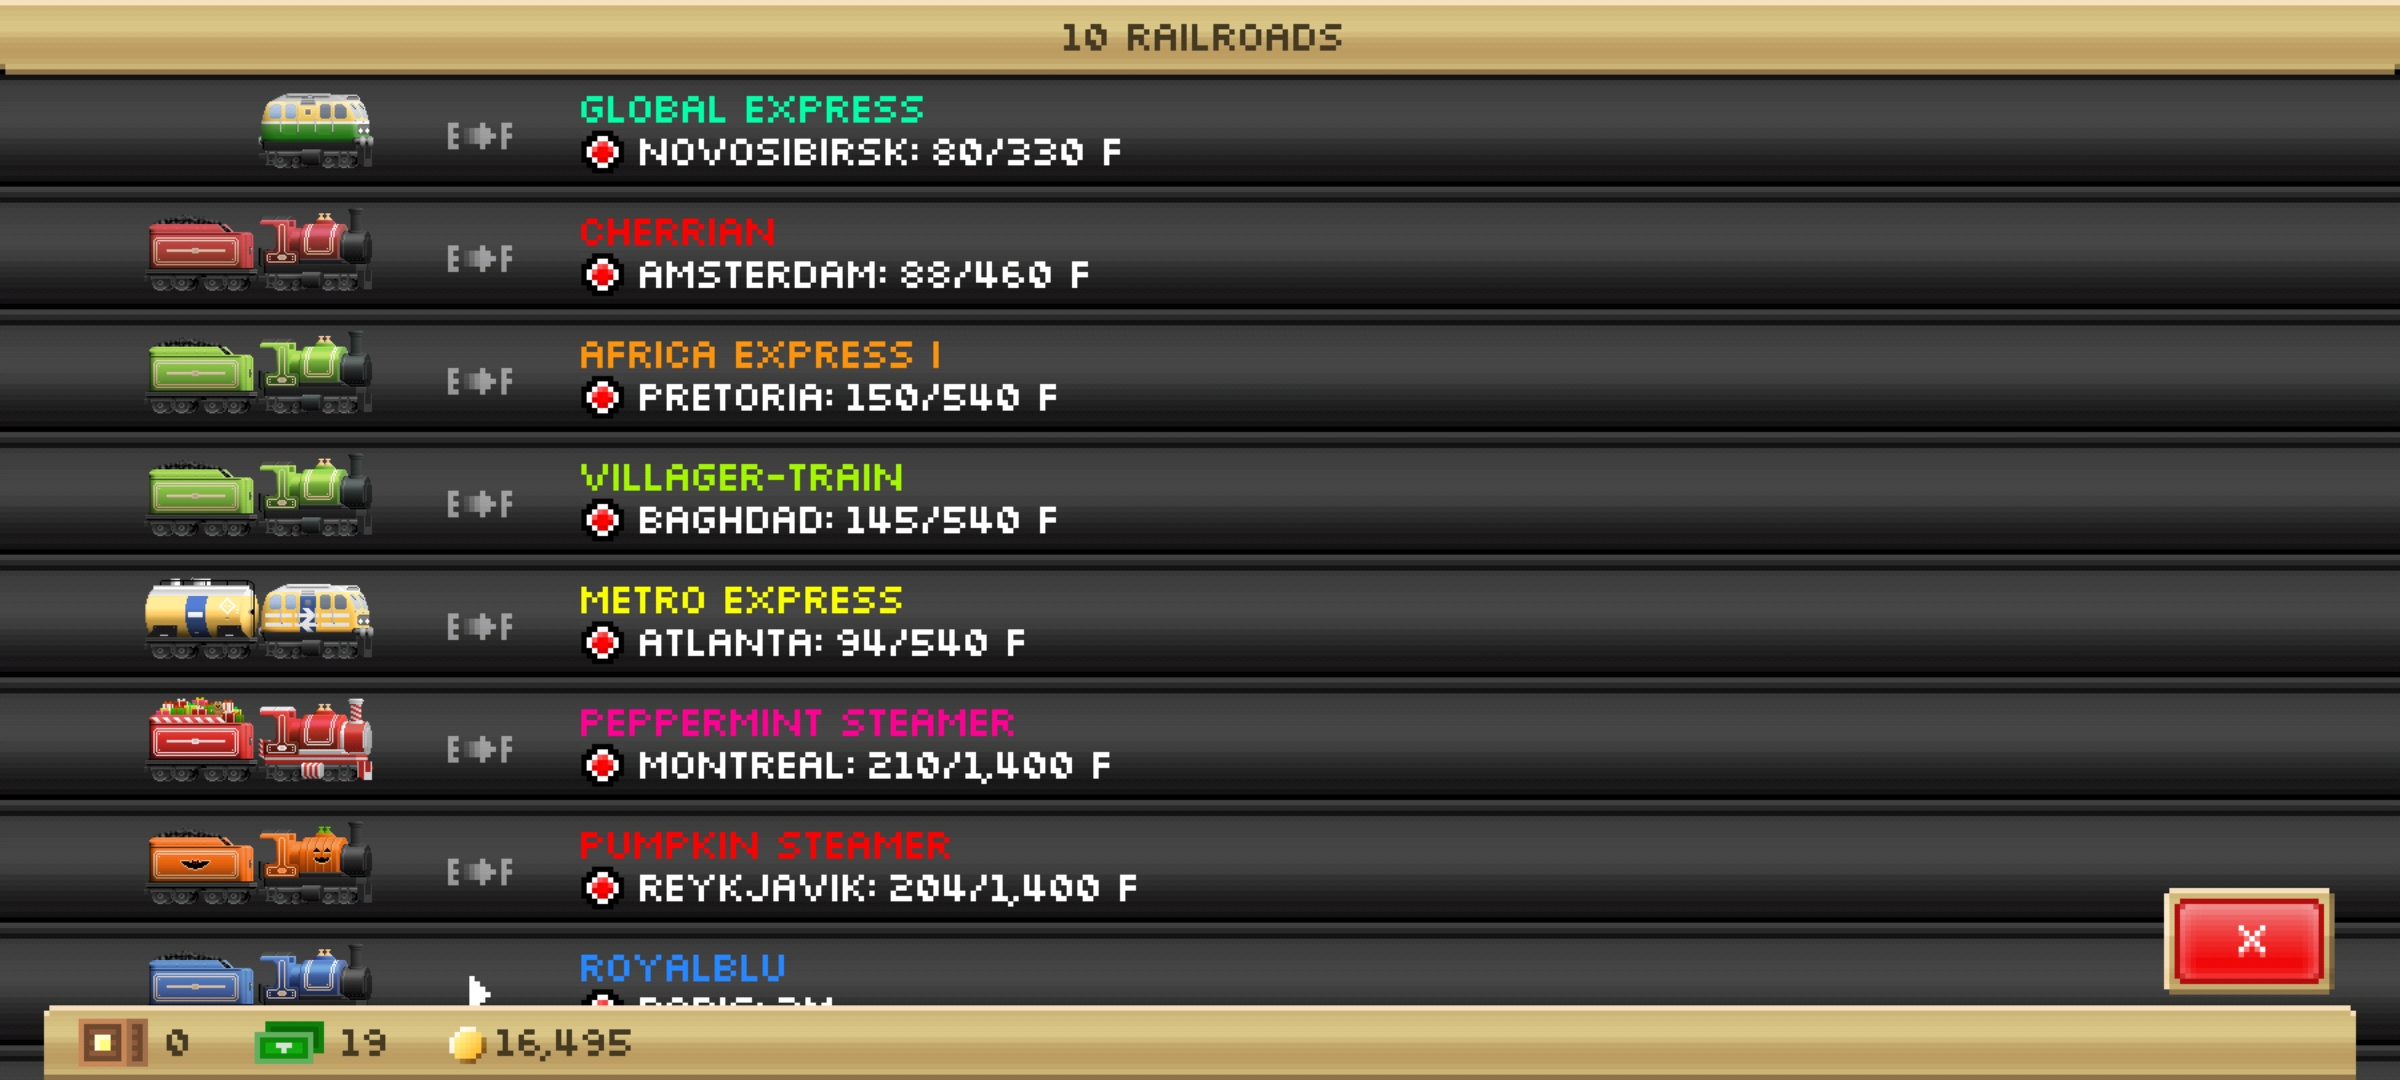 10 RAILROADS
GLOBAL EXPRESS
E F NOVOSIBIRSK: 80/330 F
CHERRIAN
E F AMSTERDAM: 88/460 F
AFRICA EXPRESS I
E F PRETORIA: 150/540 F
VILLAGER-TRAIN
E F BAGHDAD: 145/540 F
METRO EXPRESS
E F ATLANTA: 94/540 F
PEPPERMINT STEAMER
E F MONTREAL: 210/1,400 F
PUMPKIN STEAMER
E F REYKJAVIK: 204/1,400 F
X
ROYALBLU
0 19 16,495